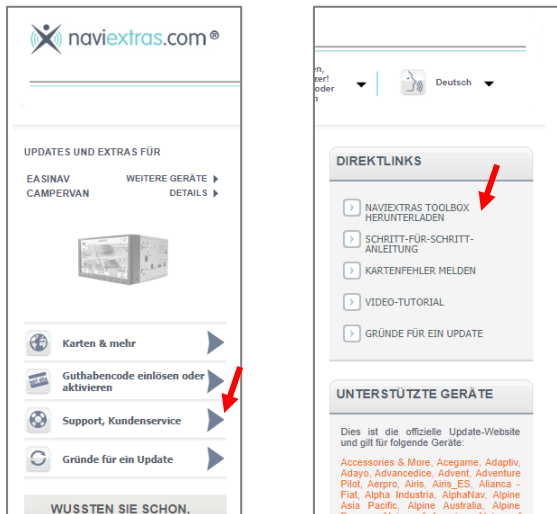 naviextras.com®
UPDATES UND EXTRAS FÜR
EASINAV WEITERE GERÄTE
CAMPERVAN DETAILS
Karten & mehr
Guthabencode einlösen oder
aktivieren
Support, Kundenservice
Gründe für ein Update
WUSSTEN SIE SCHON,
oder
Deutsch
DIREKTLINKS
NAVIEXTRAS TOOLBOX
HERUNTERLADEN
SCHRITT-FÜR-SCHRITT-
ANLEITUNG
KARTENFEHLER MELDEN
VIDEO-TUTORIAL
GRÜNDE FÜR EIN UPDATE
UNTERSTÜTZTE GERÄTE
Dies ist die offizielle Update-Website
und gilt für folgende Geräte:
Accessories & More, Acegame, Adaptiv,
Adayo, Advancedice, Advent, Adventure
Pilot, Aerpro, Airis, Airis_ES, Alianca -
Fiat, Alpha Industria, AlphaNav, Alpine
Asia Pacific, Alpine Australia, Alpine